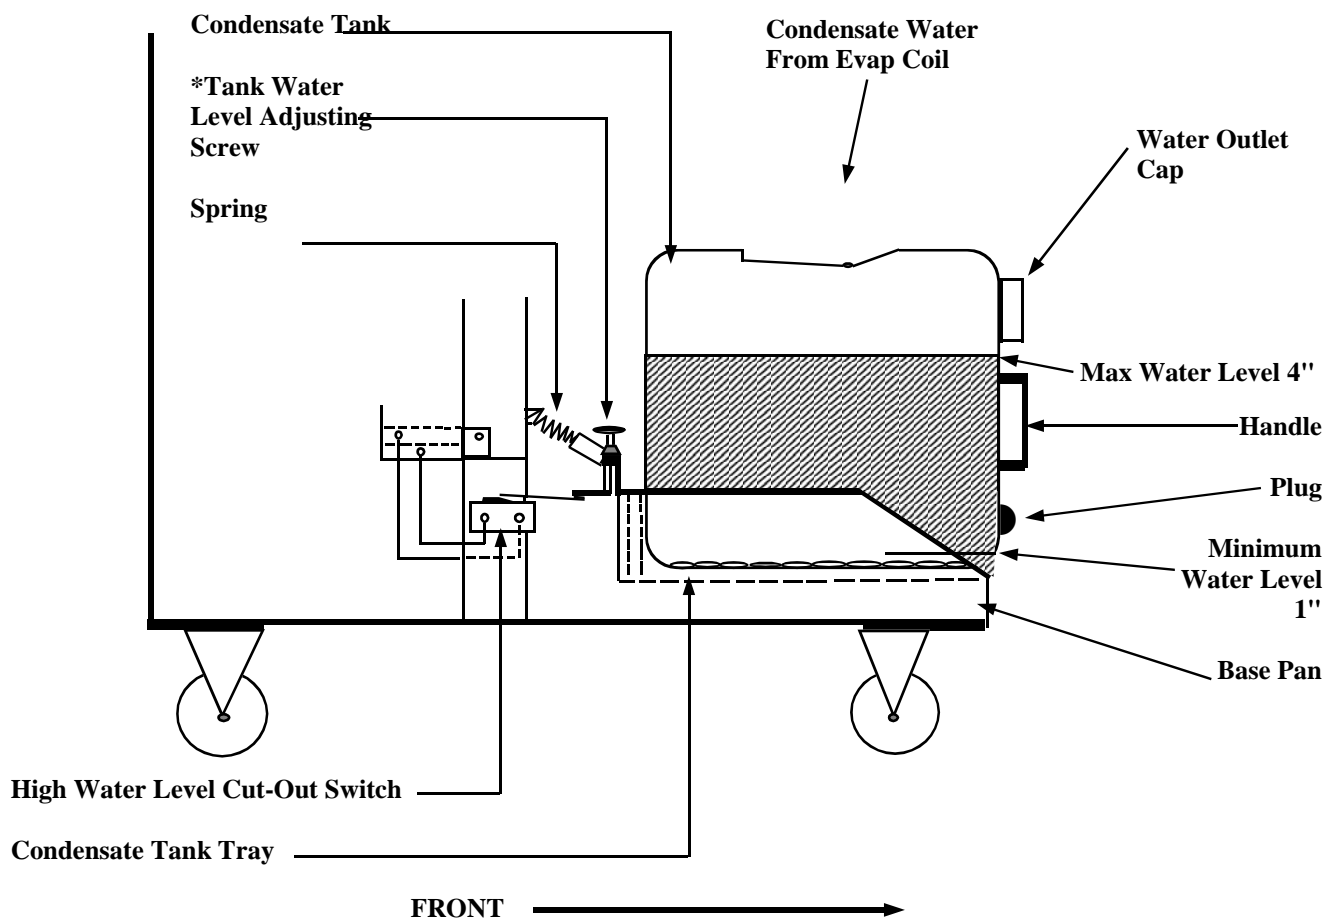 Condensate Tank
*Tank Water
Level Adjusting
Screw
Spring
Condensate Water
From Evap Coil
Water Outlet
Cap
Max Water Level 4"
Handle
Plug
Minimum
Water Level
1"
Base Pan
High Water Level Cut-Out Switch
Condensate Tank Tray
FRONT